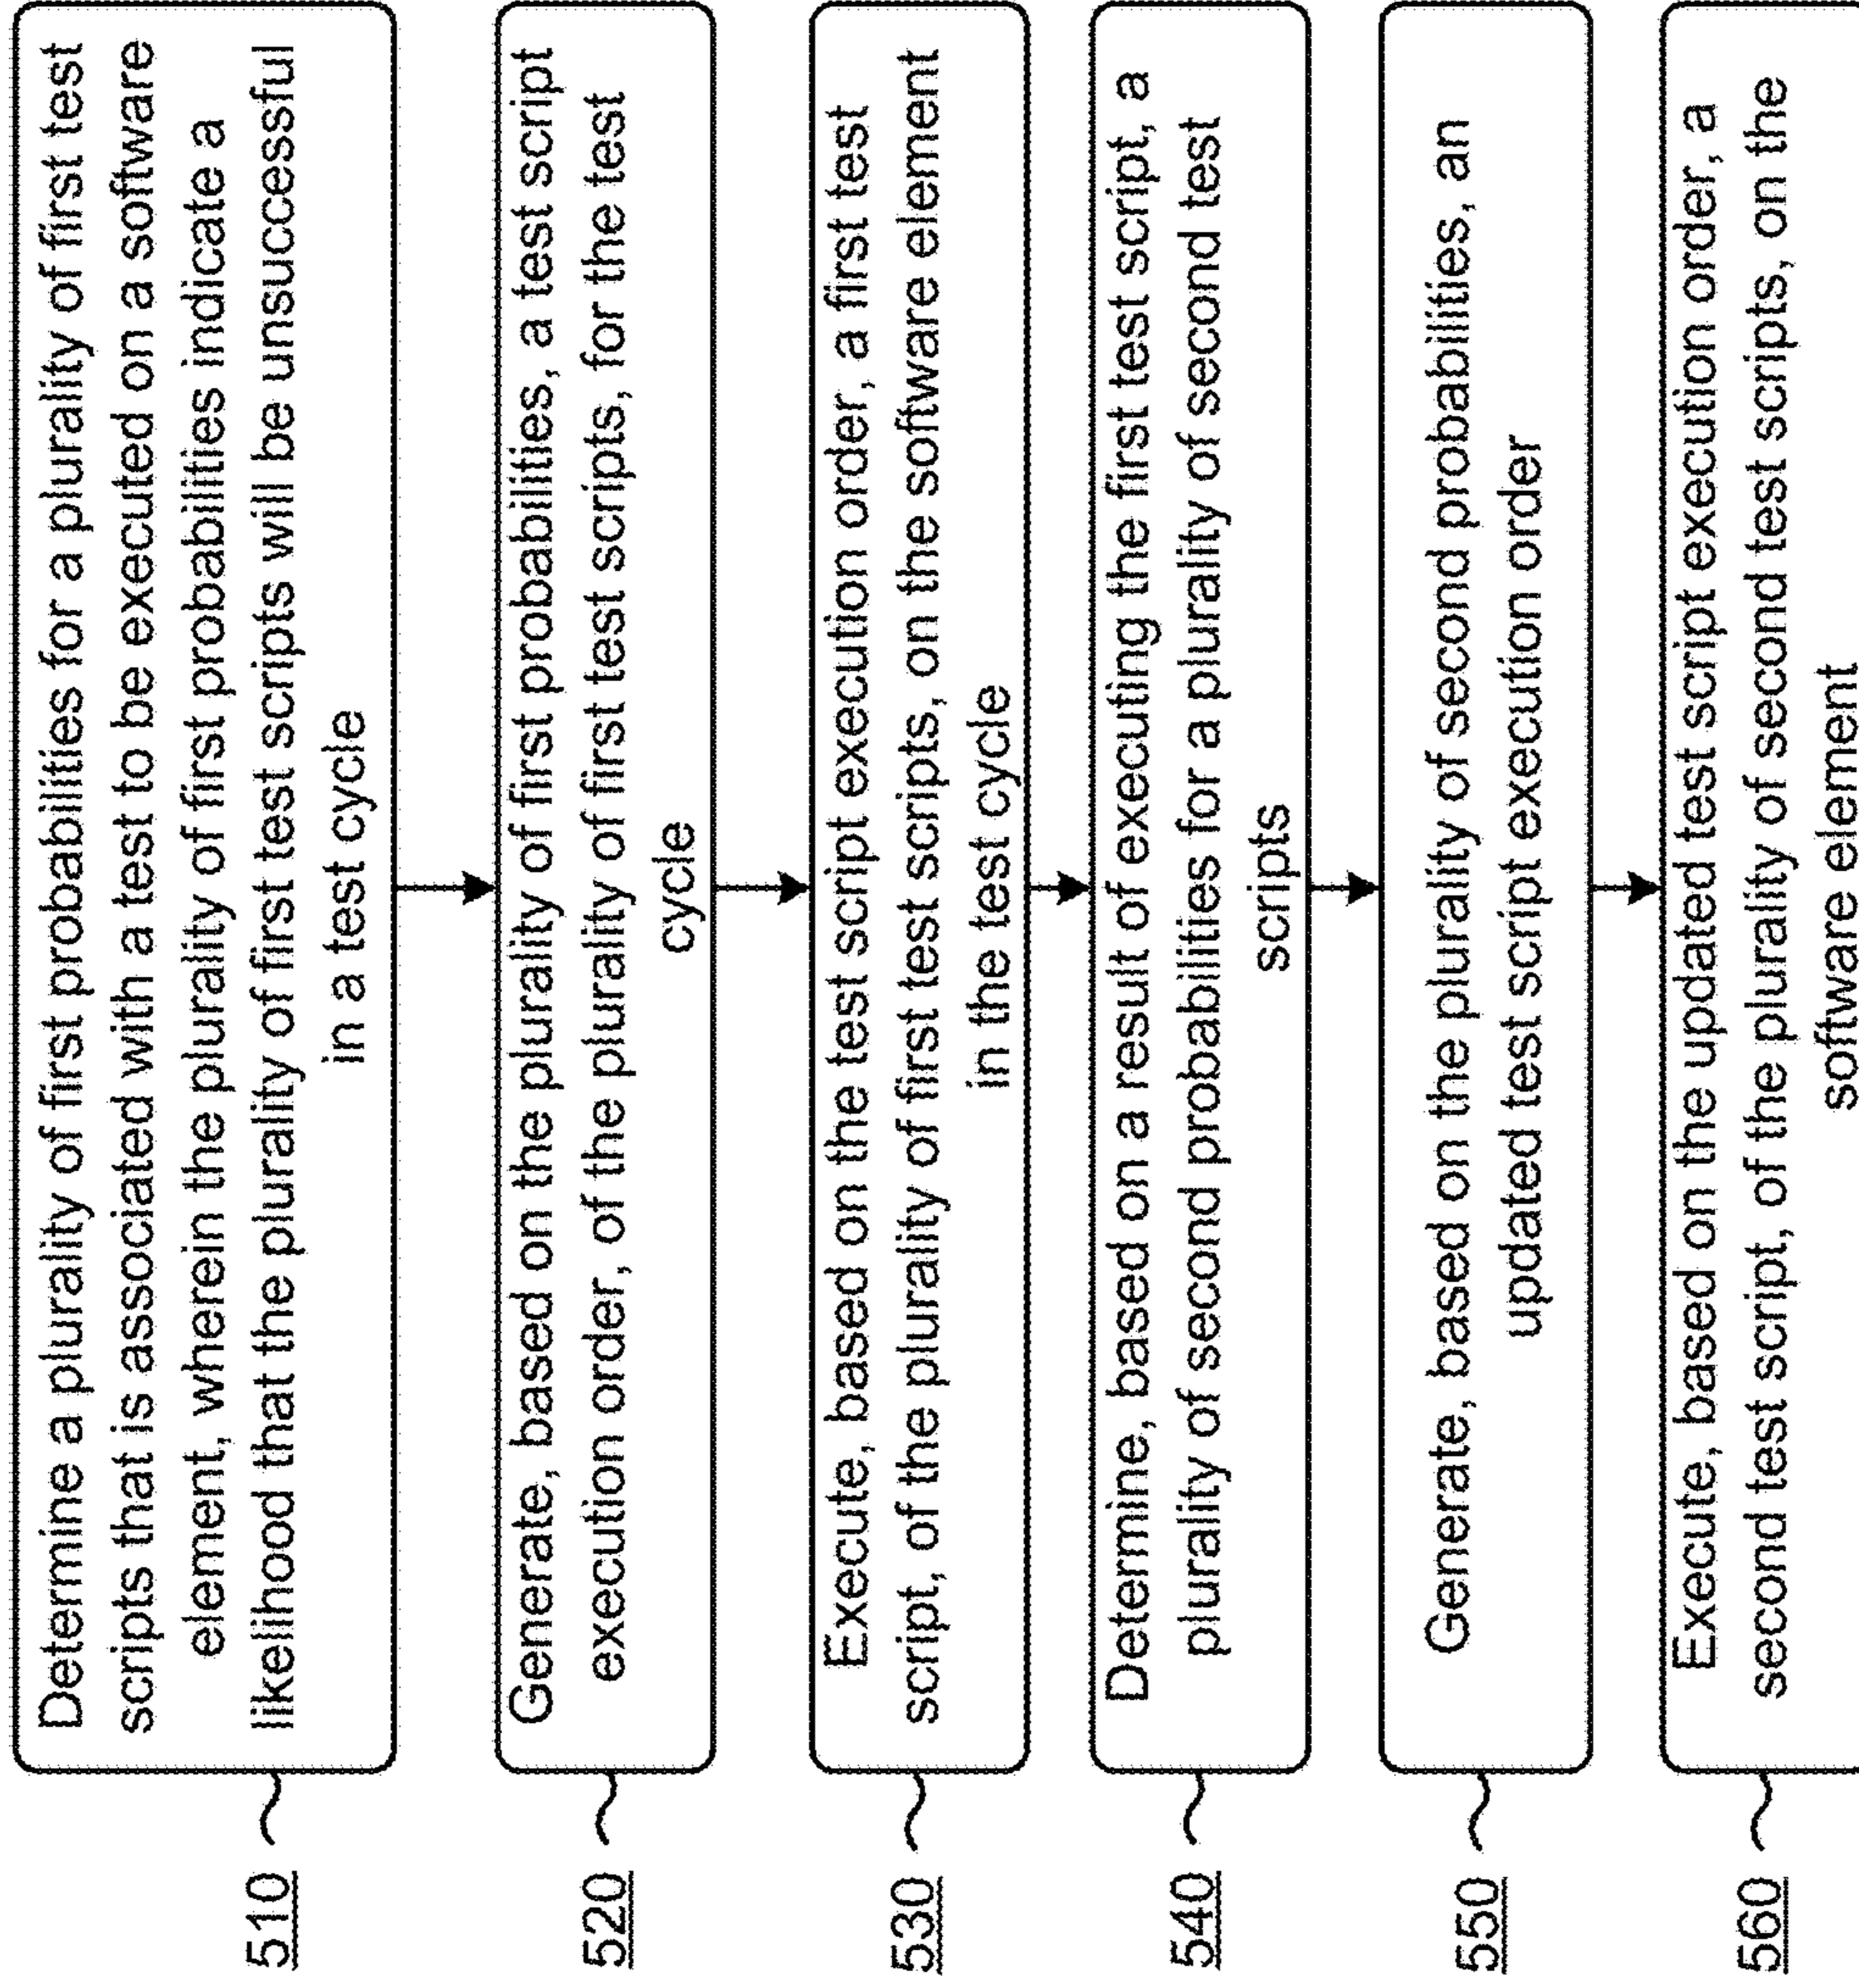 510
Determine a plurality of first probabilities for a plurality of first test
scripts that is associated with a test to be executed on a software
element, wherein the plurality of first probabilities indicate a
likelihood that the plurality of first test scripts will be unsuccessful
in a test cycle
520
Generate, based on the plurality of first probabilities, a test script
execution order, of the plurality of first test scripts, for the test
cycle
530
Execute, based on the test script execution order, a first test
script, of the plurality of first test scripts, on the software element
in the test cycle
540
Determine, based on a result of executing the first test script, a
plurality of second probabilities for a plurality of second test
scripts
550
Generate, based on the plurality of second probabilities, an
updated test script execution order
560
Execute, based on the updated test script execution order, a
second test script, of the plurality of second test scripts, on the
software element